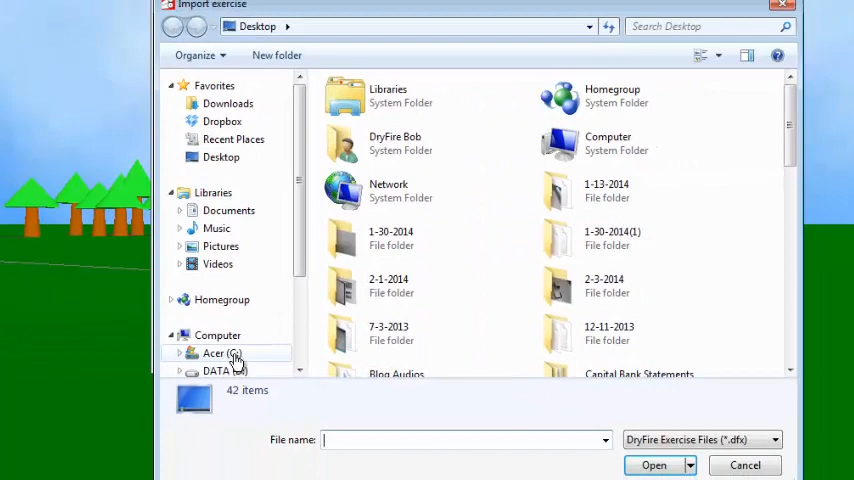 Import exercise
Desktop
Search Desktop
Organize
New folder
Favorites
Downloads
Dropbox
Recent Places
Desktop
Libraries
Documents
Music
Pictures
Videos
Homegroup
Computer
Acer (C:)
DATA (D:)
Libraries
System Folder
Homegroup
System Folder
DryFire Bob
System Folder
Computer
System Folder
Network
System Folder
1-13-2014
File folder
1-30-2014
File folder
1-30-2014(1)
File folder
2-1-2014
File folder
2-3-2014
File folder
7-3-2013
File folder
12-11-2013
File folder
Blog Audios
Capital Bank Statements
42 items
File name:
DryFire Exercise Files (*.dfx)
Open
Cancel